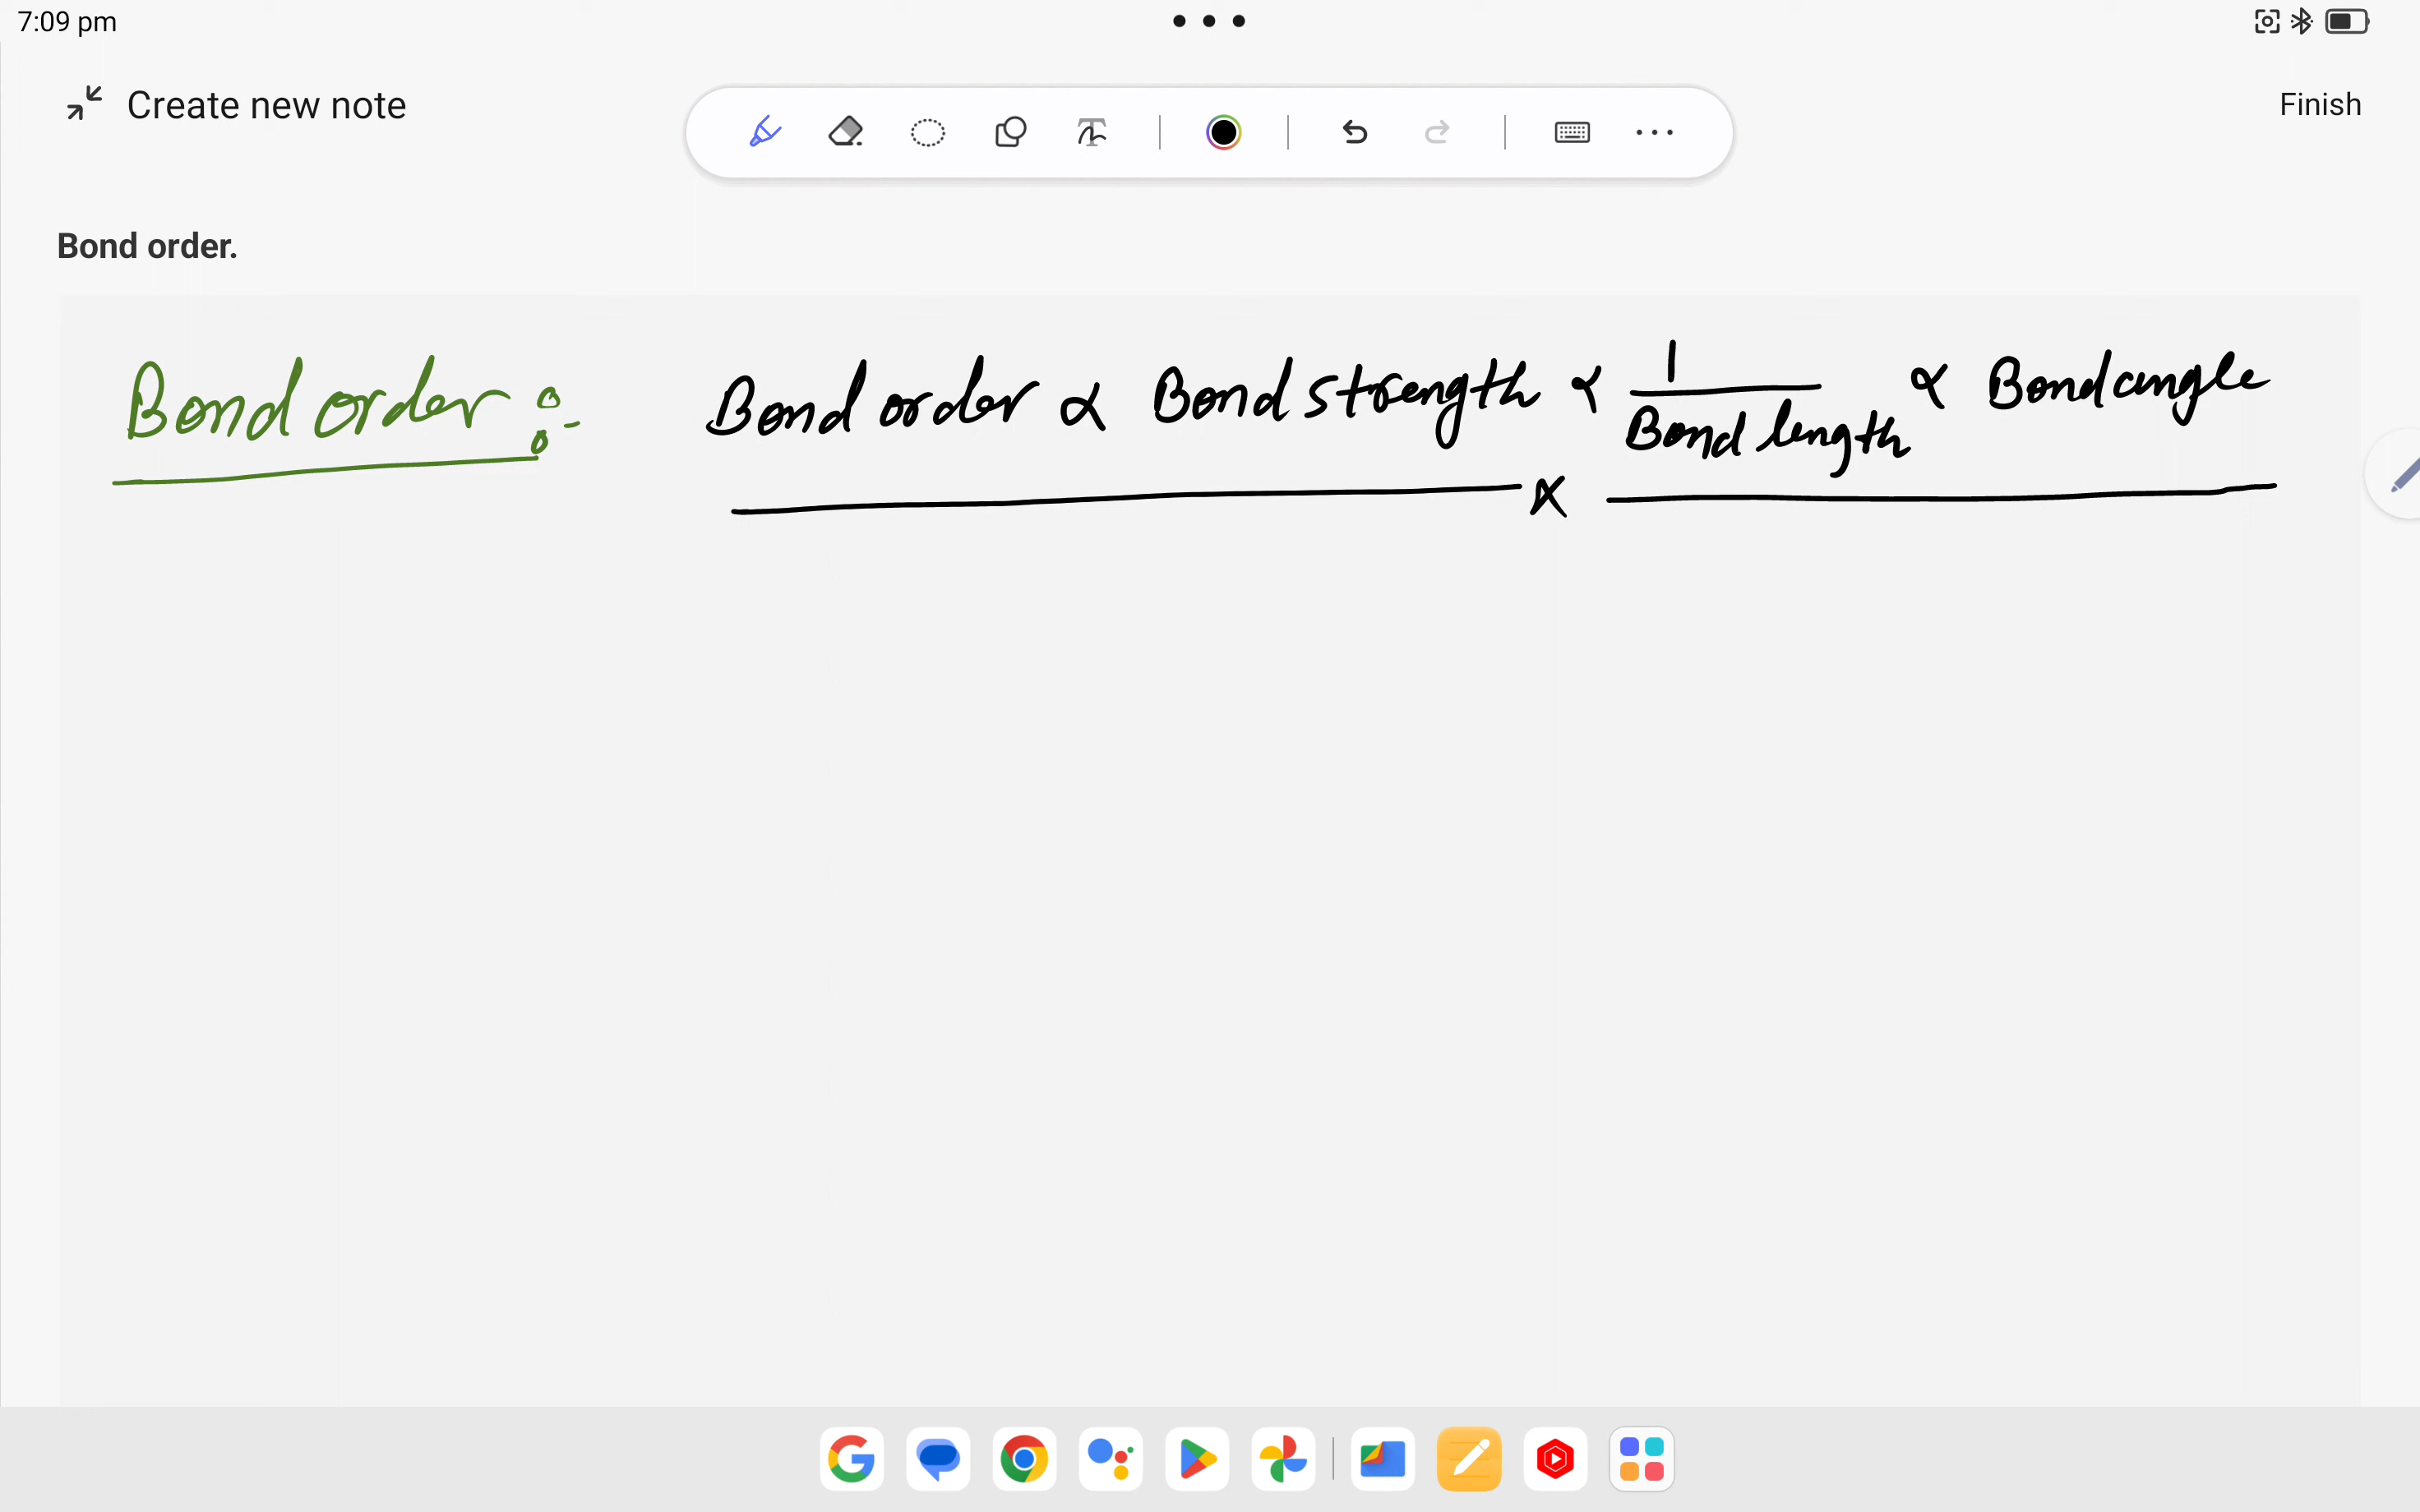 7:09 pm
Create new note
Finish
Bond order.
Bond order :- Bond order ∝ Bond strength ∝ 1/Bond length ∝ Bond angle
x